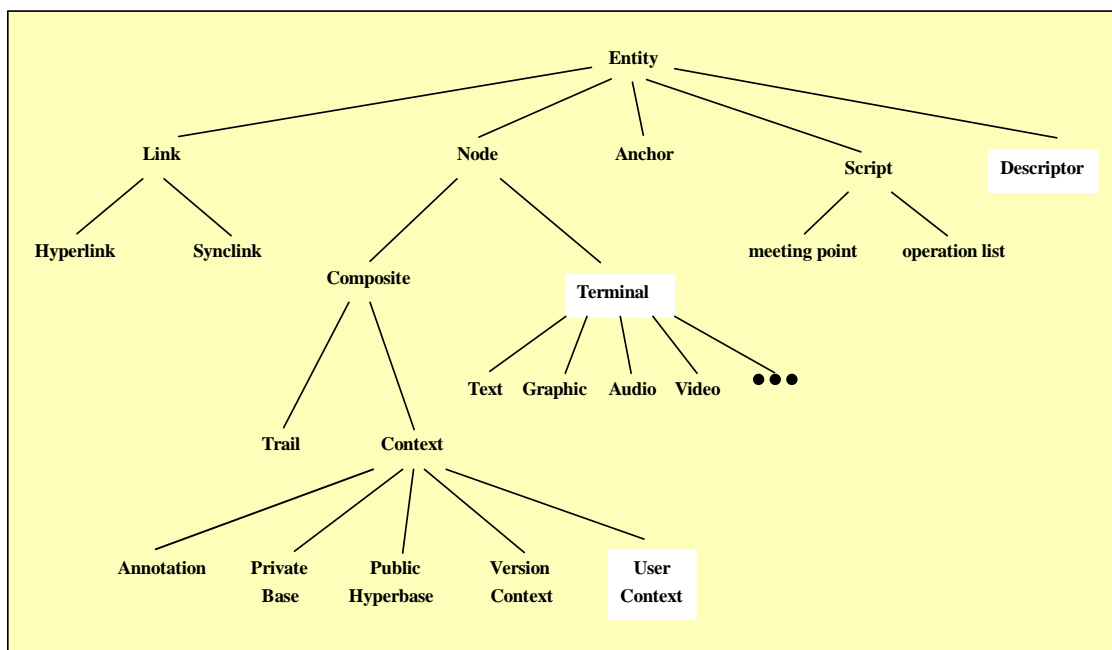 Entity
Link
Node
Anchor
Script
Descriptor
Hyperlink
Synclink
meeting point
operation list
Composite
Terminal
Text
Graphic
Audio
Video
●●●
Trail
Context
Annotation
Private
Base
Public
Hyperbase
Version
Context
User
Context